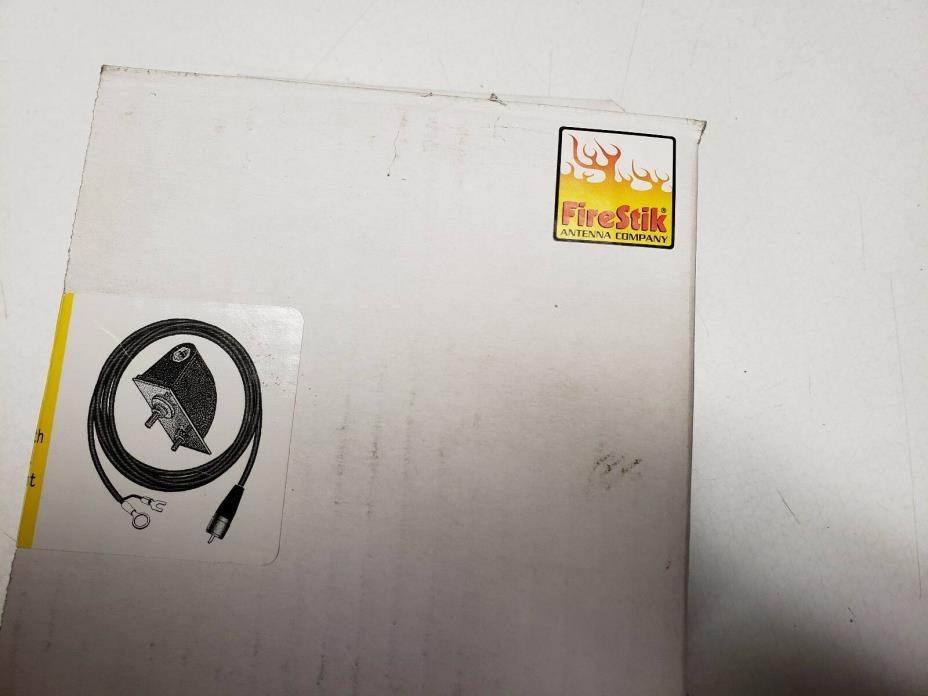 FireStik®
ANTENNA COMPANY
th
t